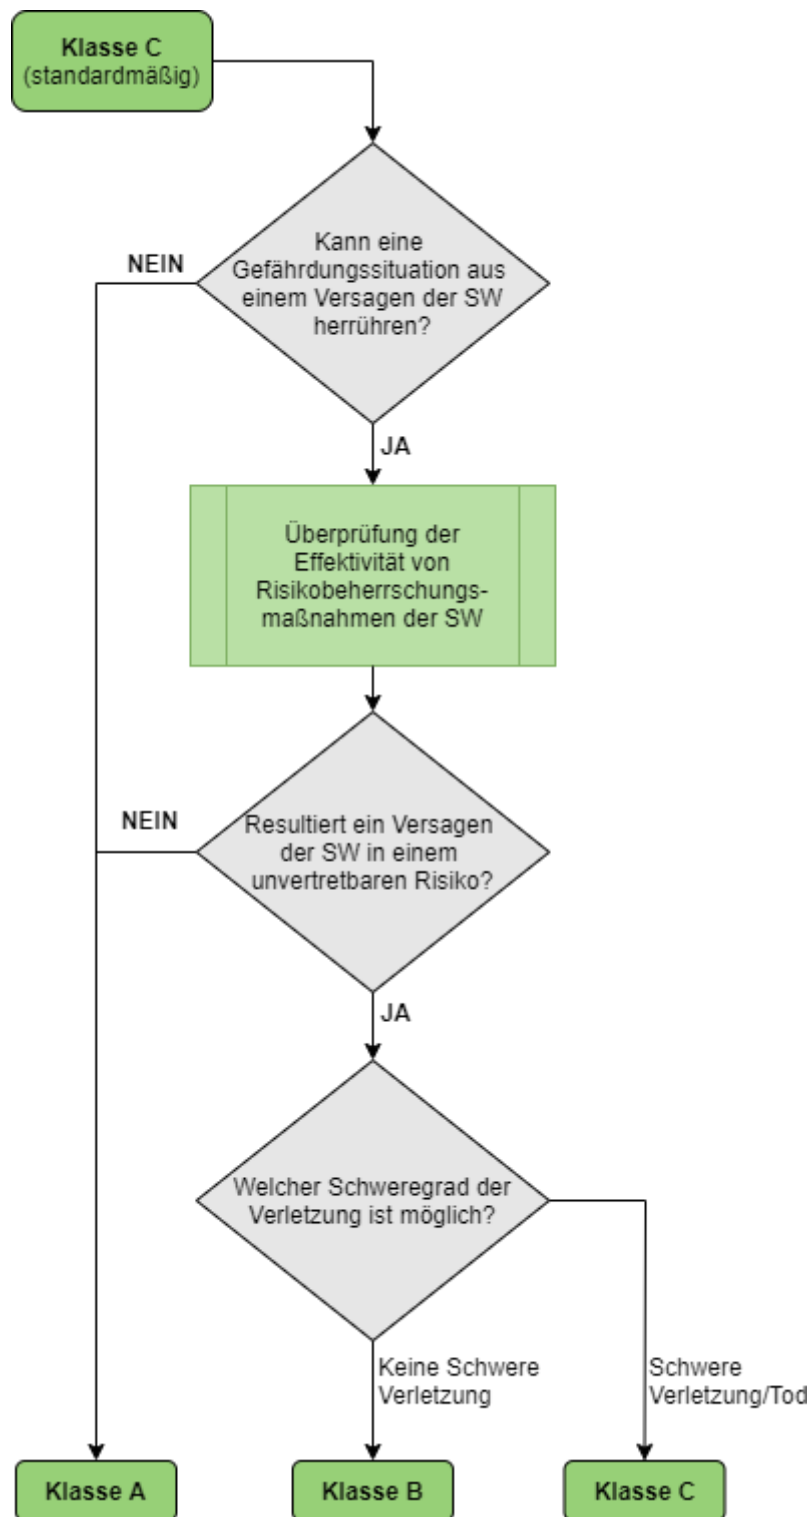 Klasse C
(standardmäßig)
Kann eine
Gefährdungssituation aus
einem Versagen der SW
herrühren?
NEIN
JA
Überprüfung der
Effektivität von
Risikobeherrschungs-
maßnahmen der SW
NEIN
Resultiert ein Versagen
der SW in einem
unvertretbaren Risiko?
JA
Welcher Schweregrad der
Verletzung ist möglich?
Keine Schwere
Verletzung
Schwere
Verletzung/Tod
Klasse A
Klasse B
Klasse C